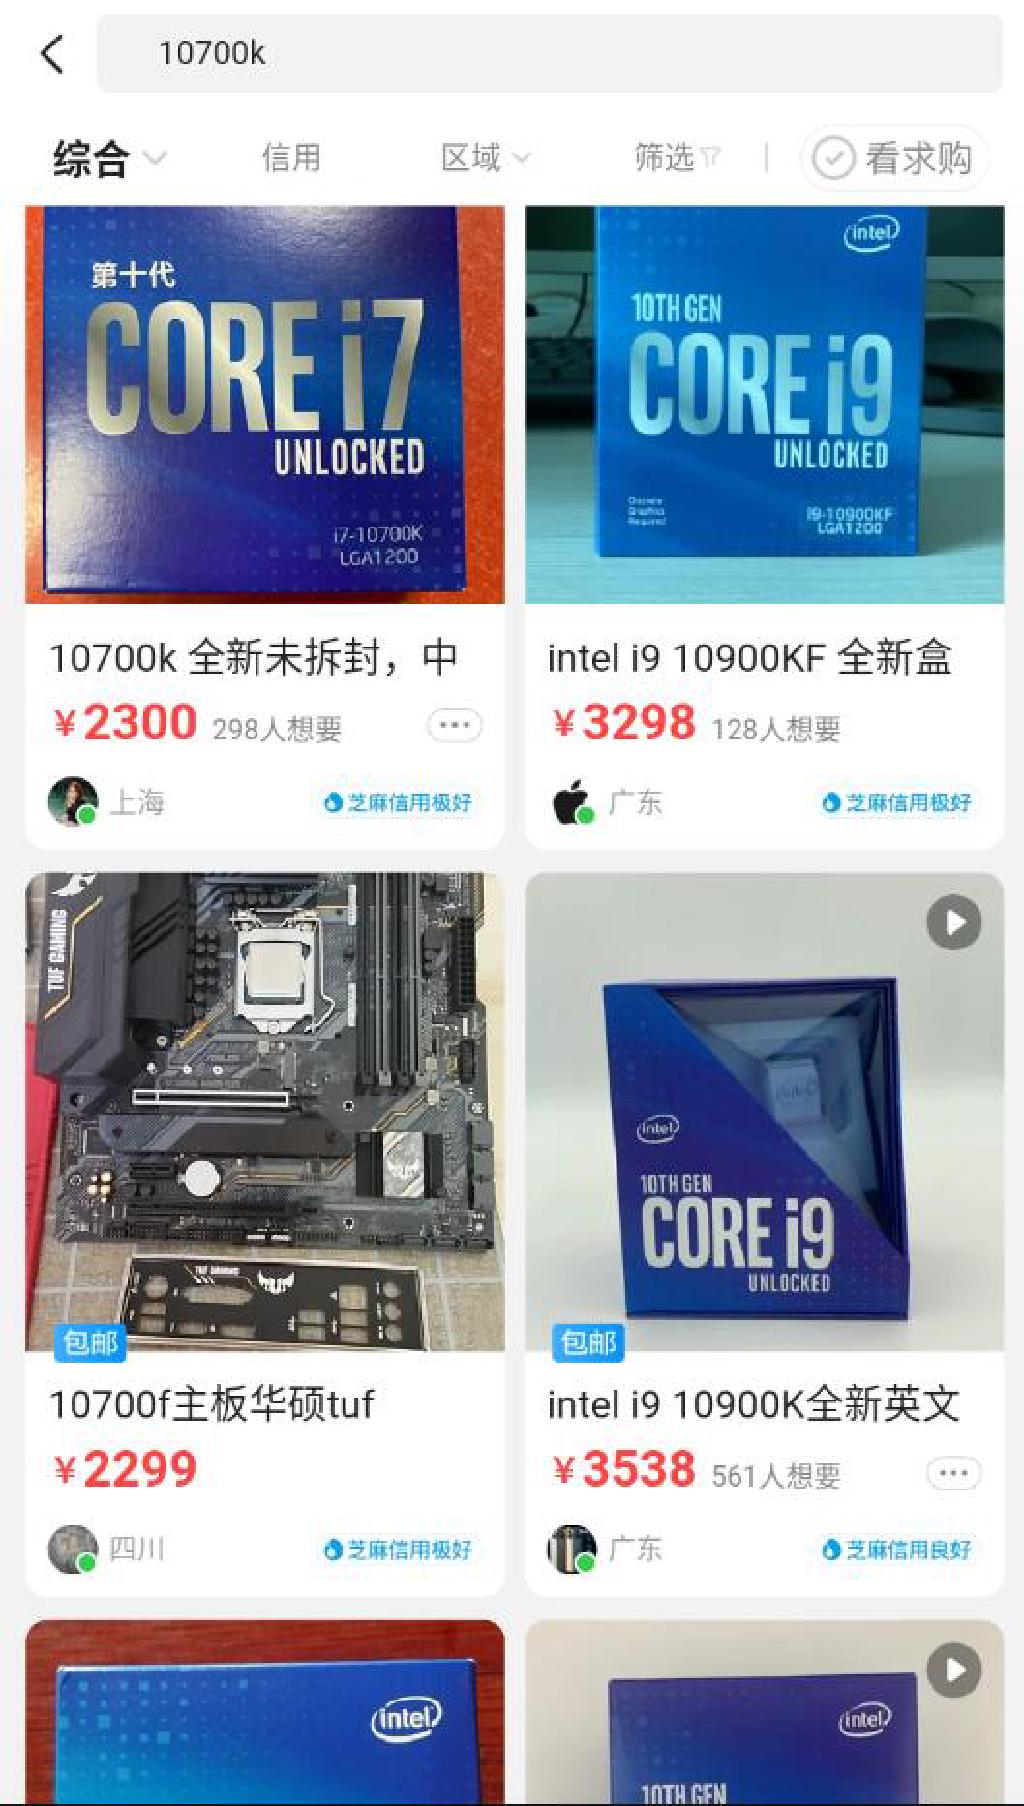 10700k
综合
信用
区域
筛选
看求购
第十代
CORE i7
UNLOCKED
i7-10700K
LGA1200
10700k 全新未拆封，中
¥2300 298人想要
上海
芝麻信用极好
intel
10TH GEN
CORE i9
UNLOCKED
Discrete
Graphics
Required
i9-10900KF
LGA1200
intel i9 10900KF 全新盒
¥3298 128人想要
广东
芝麻信用极好
TUF GAMING
TUF GAMING
包邮
10700f主板华硕tuf
¥2299
四川
芝麻信用极好
intel
intel
10TH GEN
CORE i9
UNLOCKED
包邮
intel i9 10900K全新英文
¥3538 561人想要
广东
芝麻信用良好
intel
intel
10TH GEN